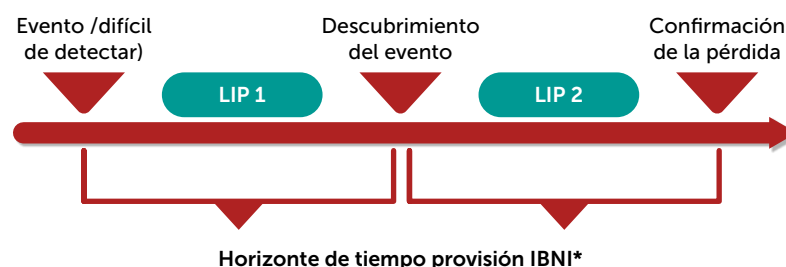 Evento /difícil
de detectar)
Descubrimiento
del evento
Confirmación
de la pérdida
LIP 1
LIP 2
Horizonte de tiempo provisión IBNI*